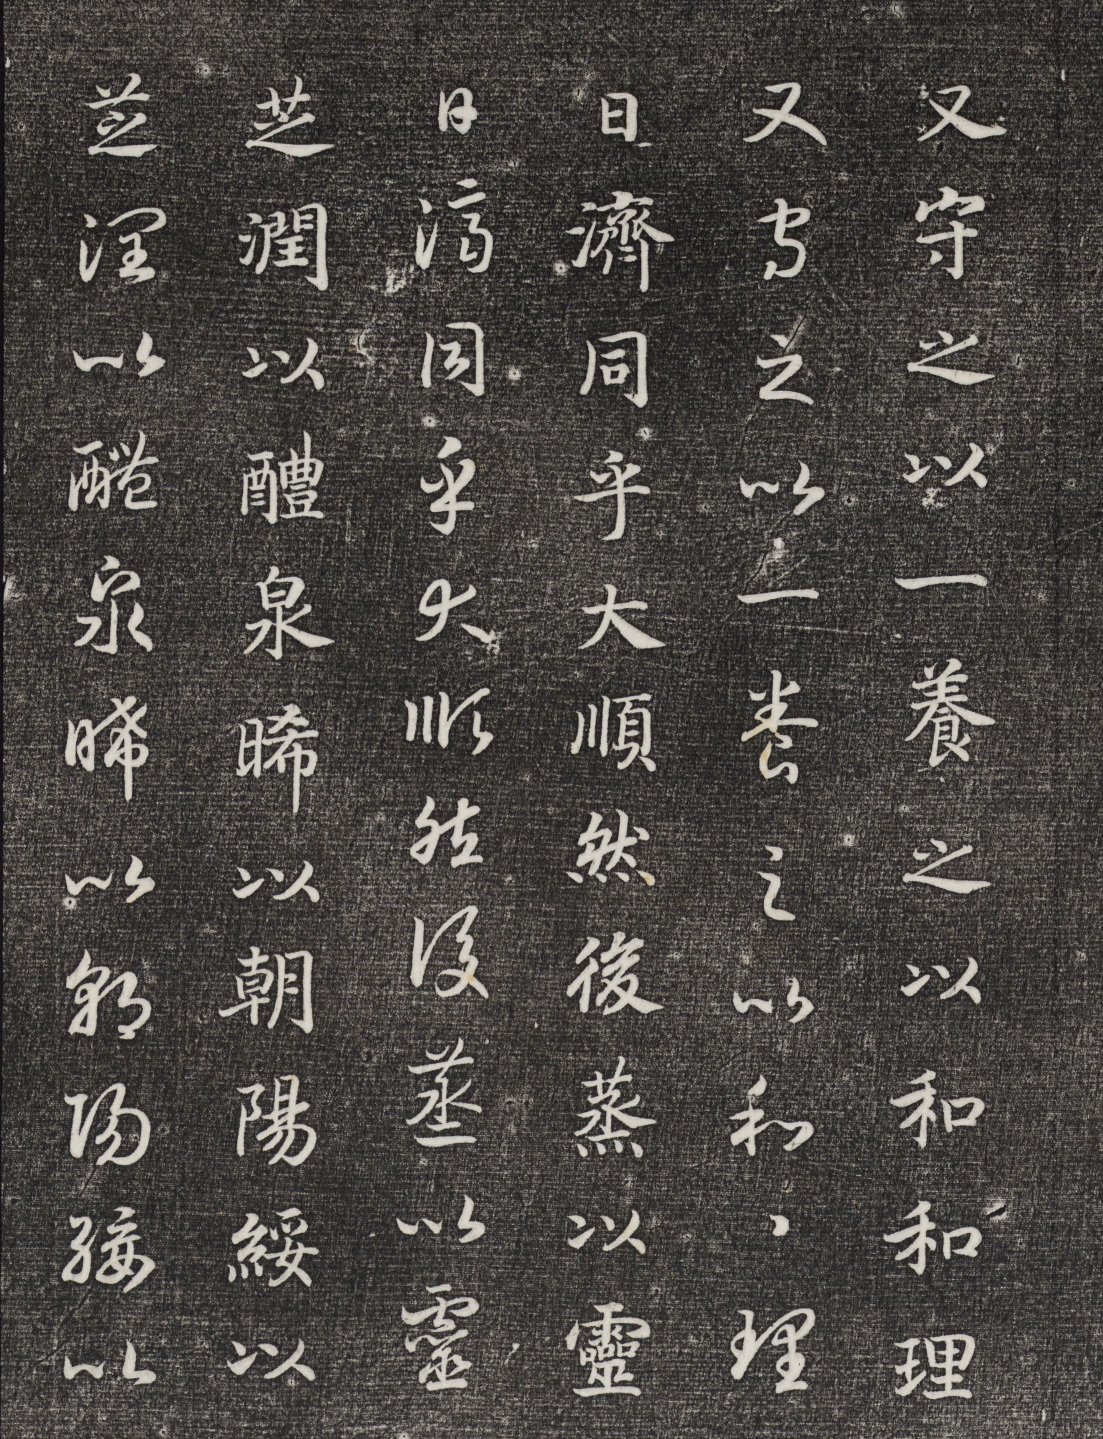 又守之以一養之以和和理
又守之以一養之以和〻理
日濟同乎大順然後蒸以靈
日濟同乎大順然後蒸以靈
芝潤以醴泉晞以朝陽綏以
芝潤以醴泉晞以朝陽綏以